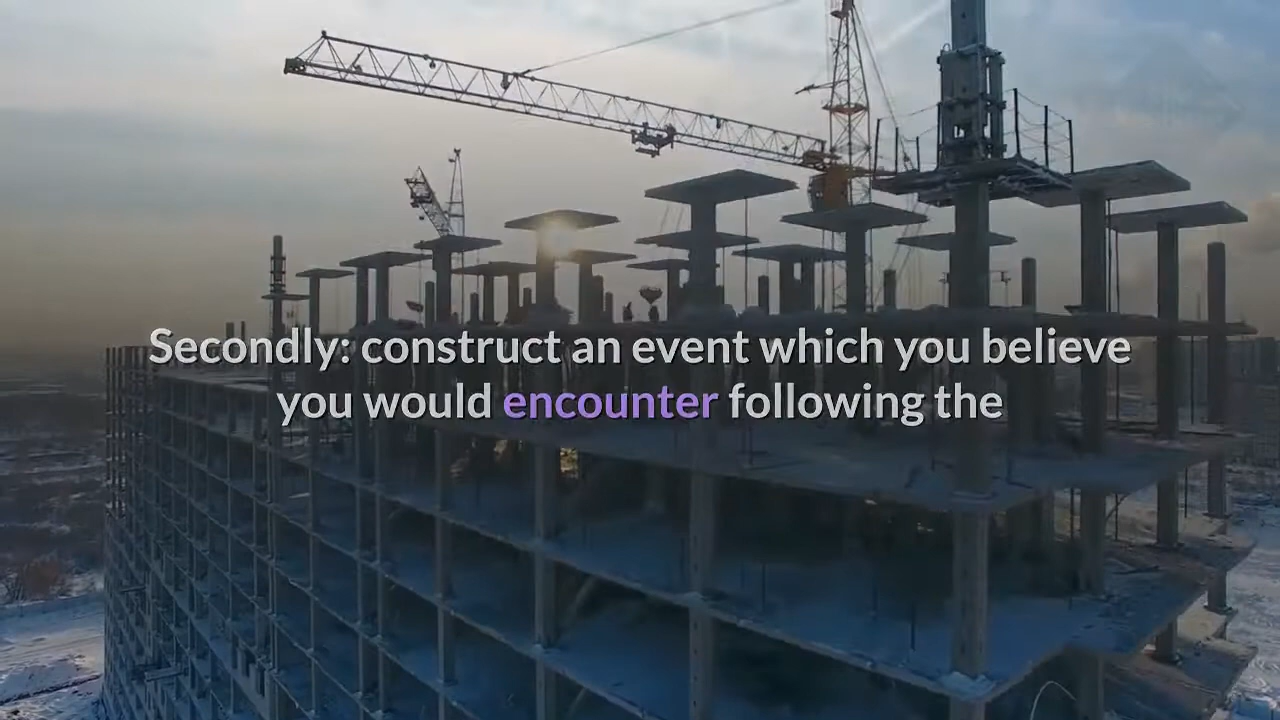 Secondly: construct an event which you believe
you would encounter following the